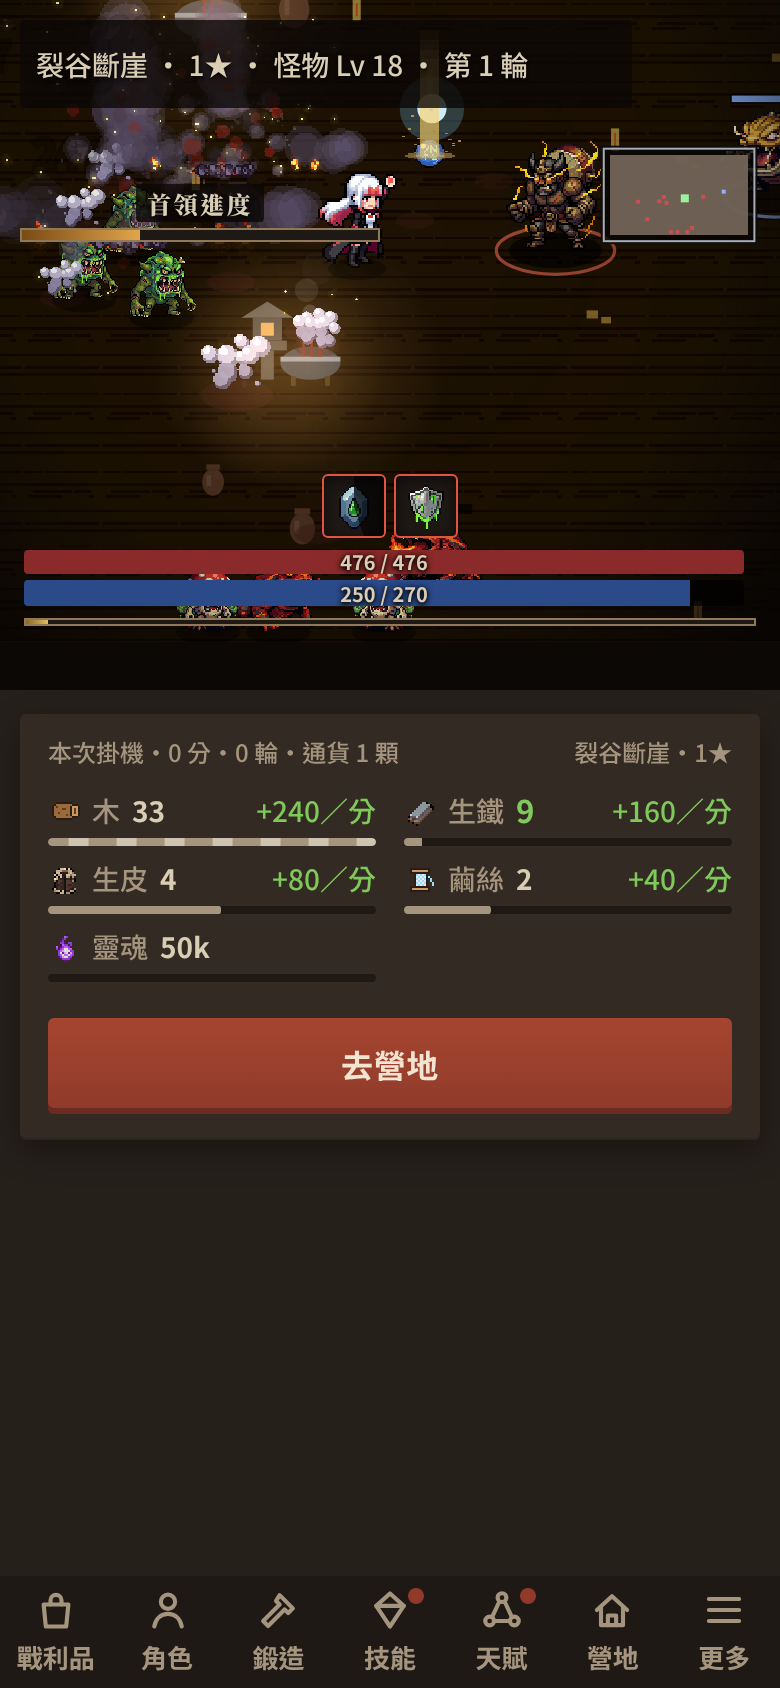 裂谷斷崖 · 1★ · 怪物 Lv 18 · 第 1 輪
首領進度
476 / 476
250 / 270
本次掛機·0 分·0 輪·通貨 1 顆
裂谷斷崖·1★
木 33 +240／分
生鐵 9 +160／分
生皮 4 +80／分
繭絲 2 +40／分
靈魂 50k
去營地
戰利品
角色
鍛造
技能
天賦
營地
更多